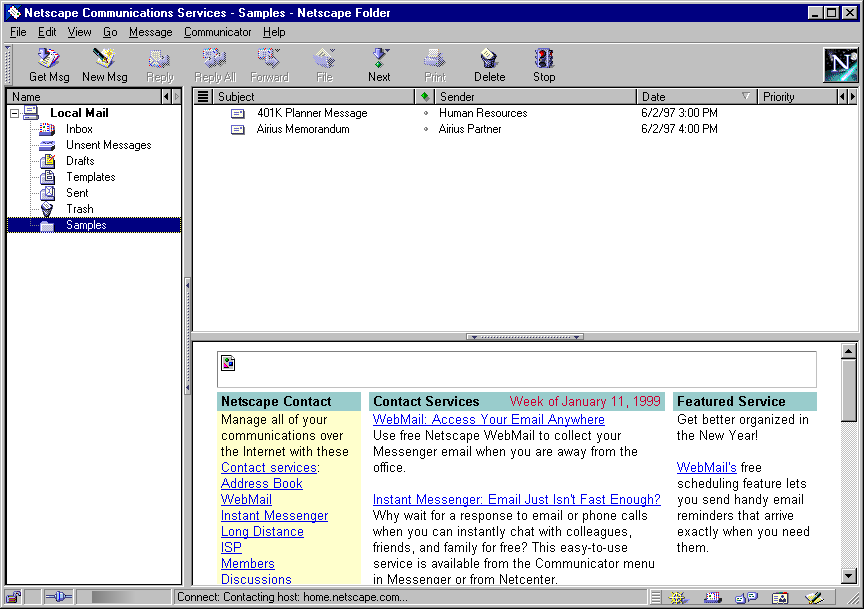 Netscape Communications Services - Samples - Netscape Folder
File Edit View Go Message Communicator Help
Get Msg New Msg Reply Reply All Forward File Next Print Delete Stop
N
Name
Local Mail
Inbox
Unsent Messages
Drafts
Templates
Sent
Trash
Samples
Subject Sender Date Priority
401K Planner Message Human Resources 6/2/97 3:00 PM
Airius Memorandum Airius Partner 6/2/97 4:00 PM
Netscape Contact
Manage all of your
communications over
the Internet with these
Contact services:
Address Book
WebMail
Instant Messenger
Long Distance
ISP
Members
Discussions
Contact Services Week of January 11, 1999
WebMail: Access Your Email Anywhere
Use free Netscape WebMail to collect your
Messenger email when you are away from the
office.
Instant Messenger: Email Just Isn't Fast Enough?
Why wait for a response to email or phone calls
when you can instantly chat with colleagues,
friends, and family for free? This easy-to-use
service is available from the Communicator menu
in Messenger or from Netcenter.
Featured Service
Get better organized in
the New Year!
WebMail's free
scheduling feature lets
you send handy email
reminders that arrive
exactly when you need
them.
Connect: Contacting host: home.netscape.com...